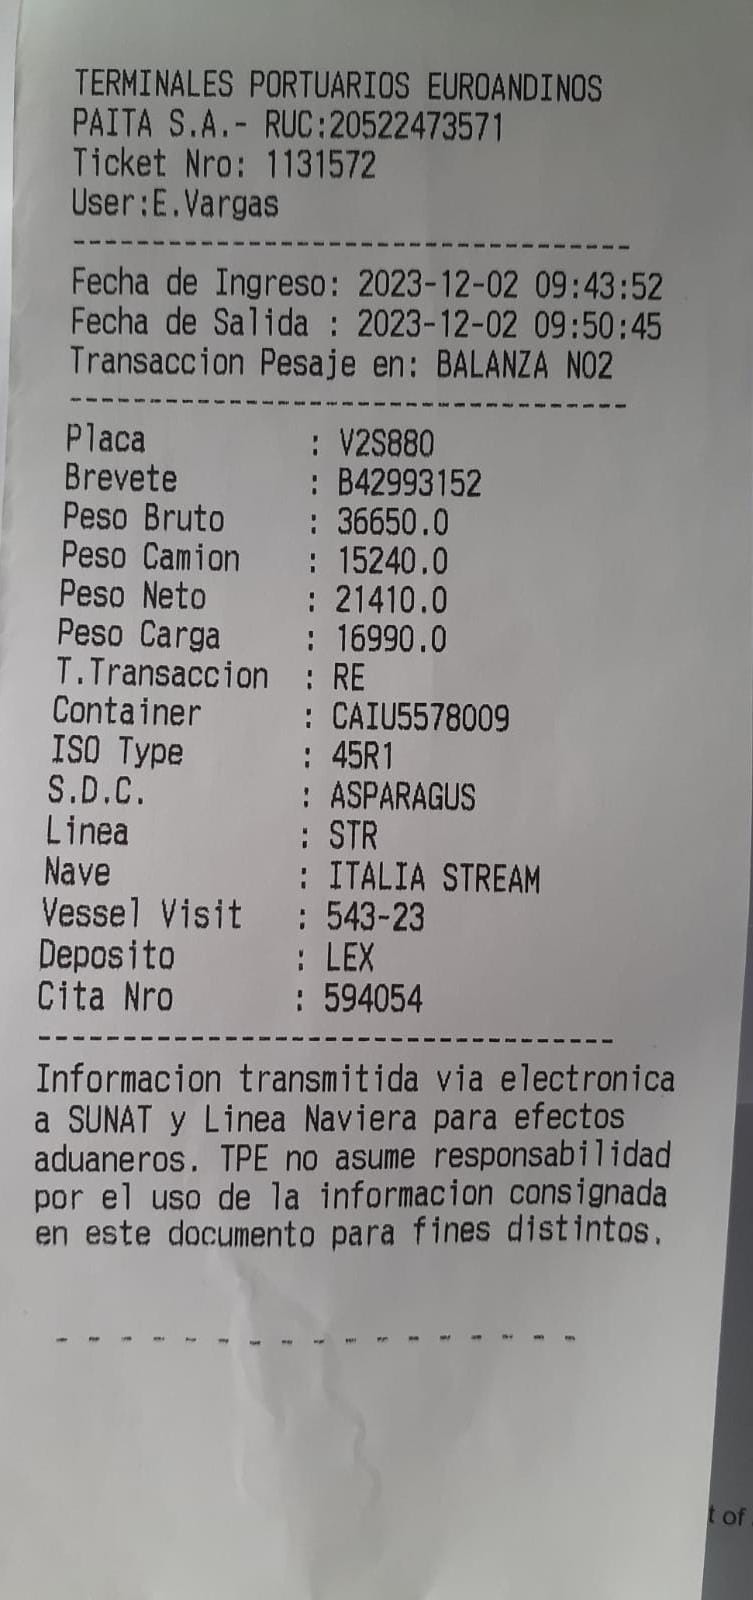 TERMINALES PORTUARIOS EUROANDINOS
PAITA S.A.- RUC:20522473571
Ticket Nro: 1131572
User:E.Vargas
-----------------------------------
Fecha de Ingreso: 2023-12-02 09:43:52
Fecha de Salida : 2023-12-02 09:50:45
Transaccion Pesaje en: BALANZA NO2
-----------------------------------
Placa : V2S880
Brevete : B42993152
Peso Bruto : 36650.0
Peso Camion : 15240.0
Peso Neto : 21410.0
Peso Carga : 16990.0
T.Transaccion : RE
Container : CAIU5578009
ISO Type : 45R1
S.D.C. : ASPARAGUS
Linea : STR
Nave : ITALIA STREAM
Vessel Visit : 543-23
Deposito : LEX
Cita Nro : 594054
-----------------------------------
Informacion transmitida via electronica
a SUNAT y Linea Naviera para efectos
aduaneros. TPE no asume responsabilidad
por el uso de la informacion consignada
en este documento para fines distintos.
- - - - - - - - - - - - - - - - -
of